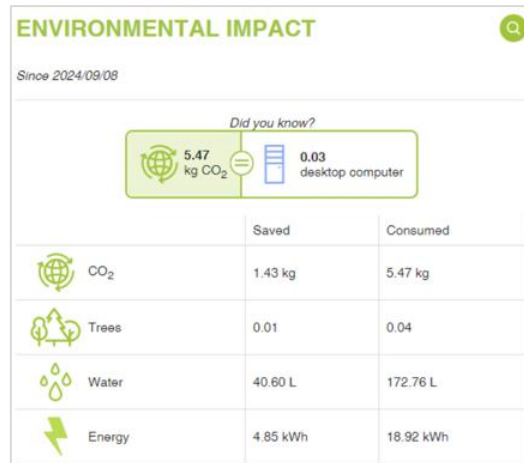 ENVIRONMENTAL IMPACT
Since 2024/09/08
Did you know?
5.47
kg CO₂
0.03
desktop computer
Saved Consumed
CO₂ 1.43 kg 5.47 kg
Trees 0.01 0.04
Water 40.60 L 172.76 L
Energy 4.85 kWh 18.92 kWh